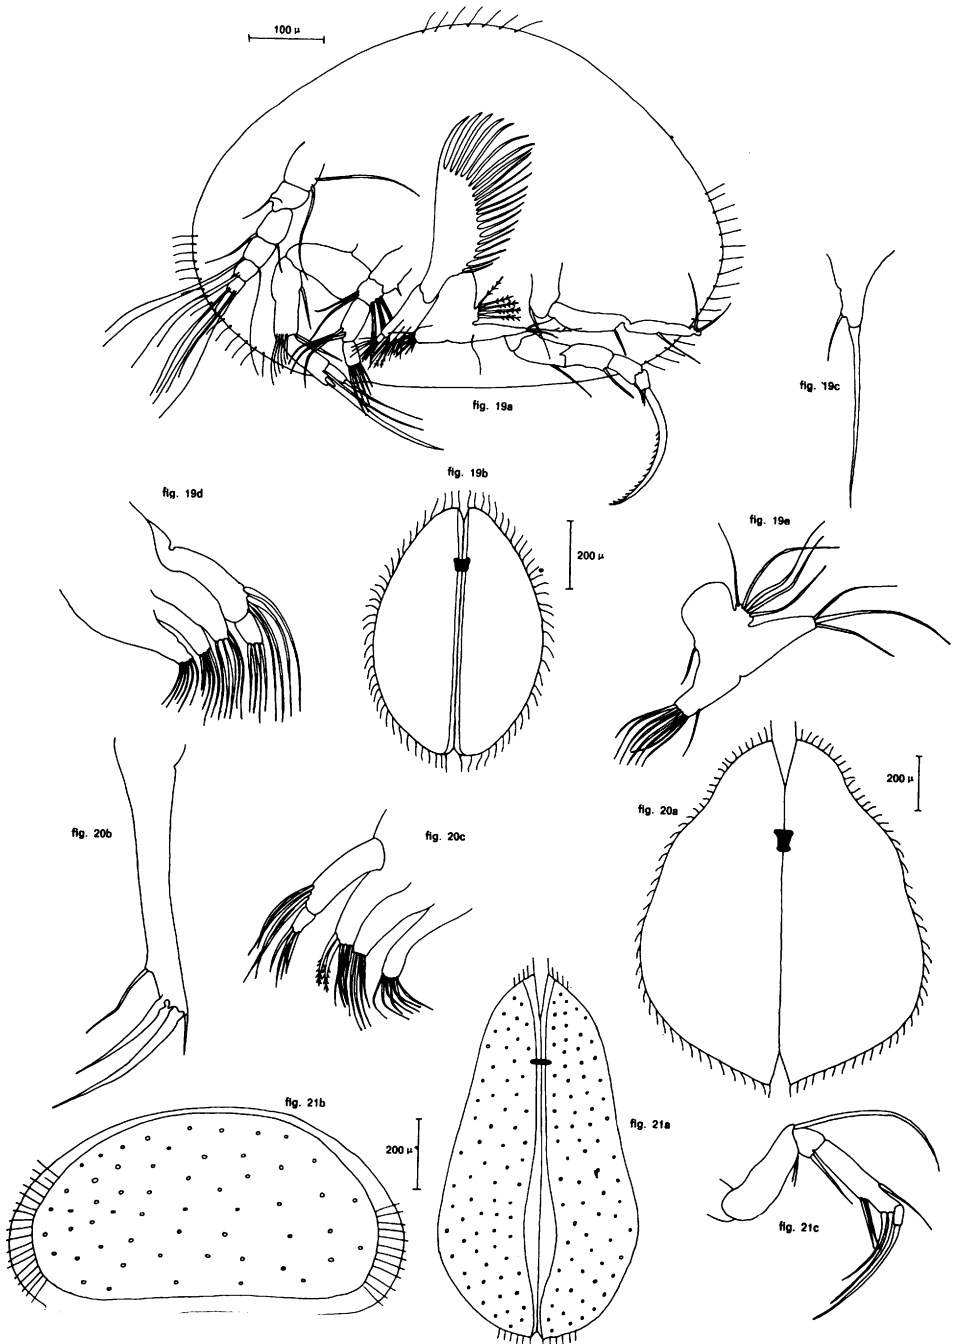 100 μ
fig. 19a
fig. 19c
fig. 19b
fig. 19d
200 μ
fig. 19e
200 μ
fig. 20a
fig. 20b
fig. 20c
fig. 21b
200 μ
fig. 21a
fig. 21c